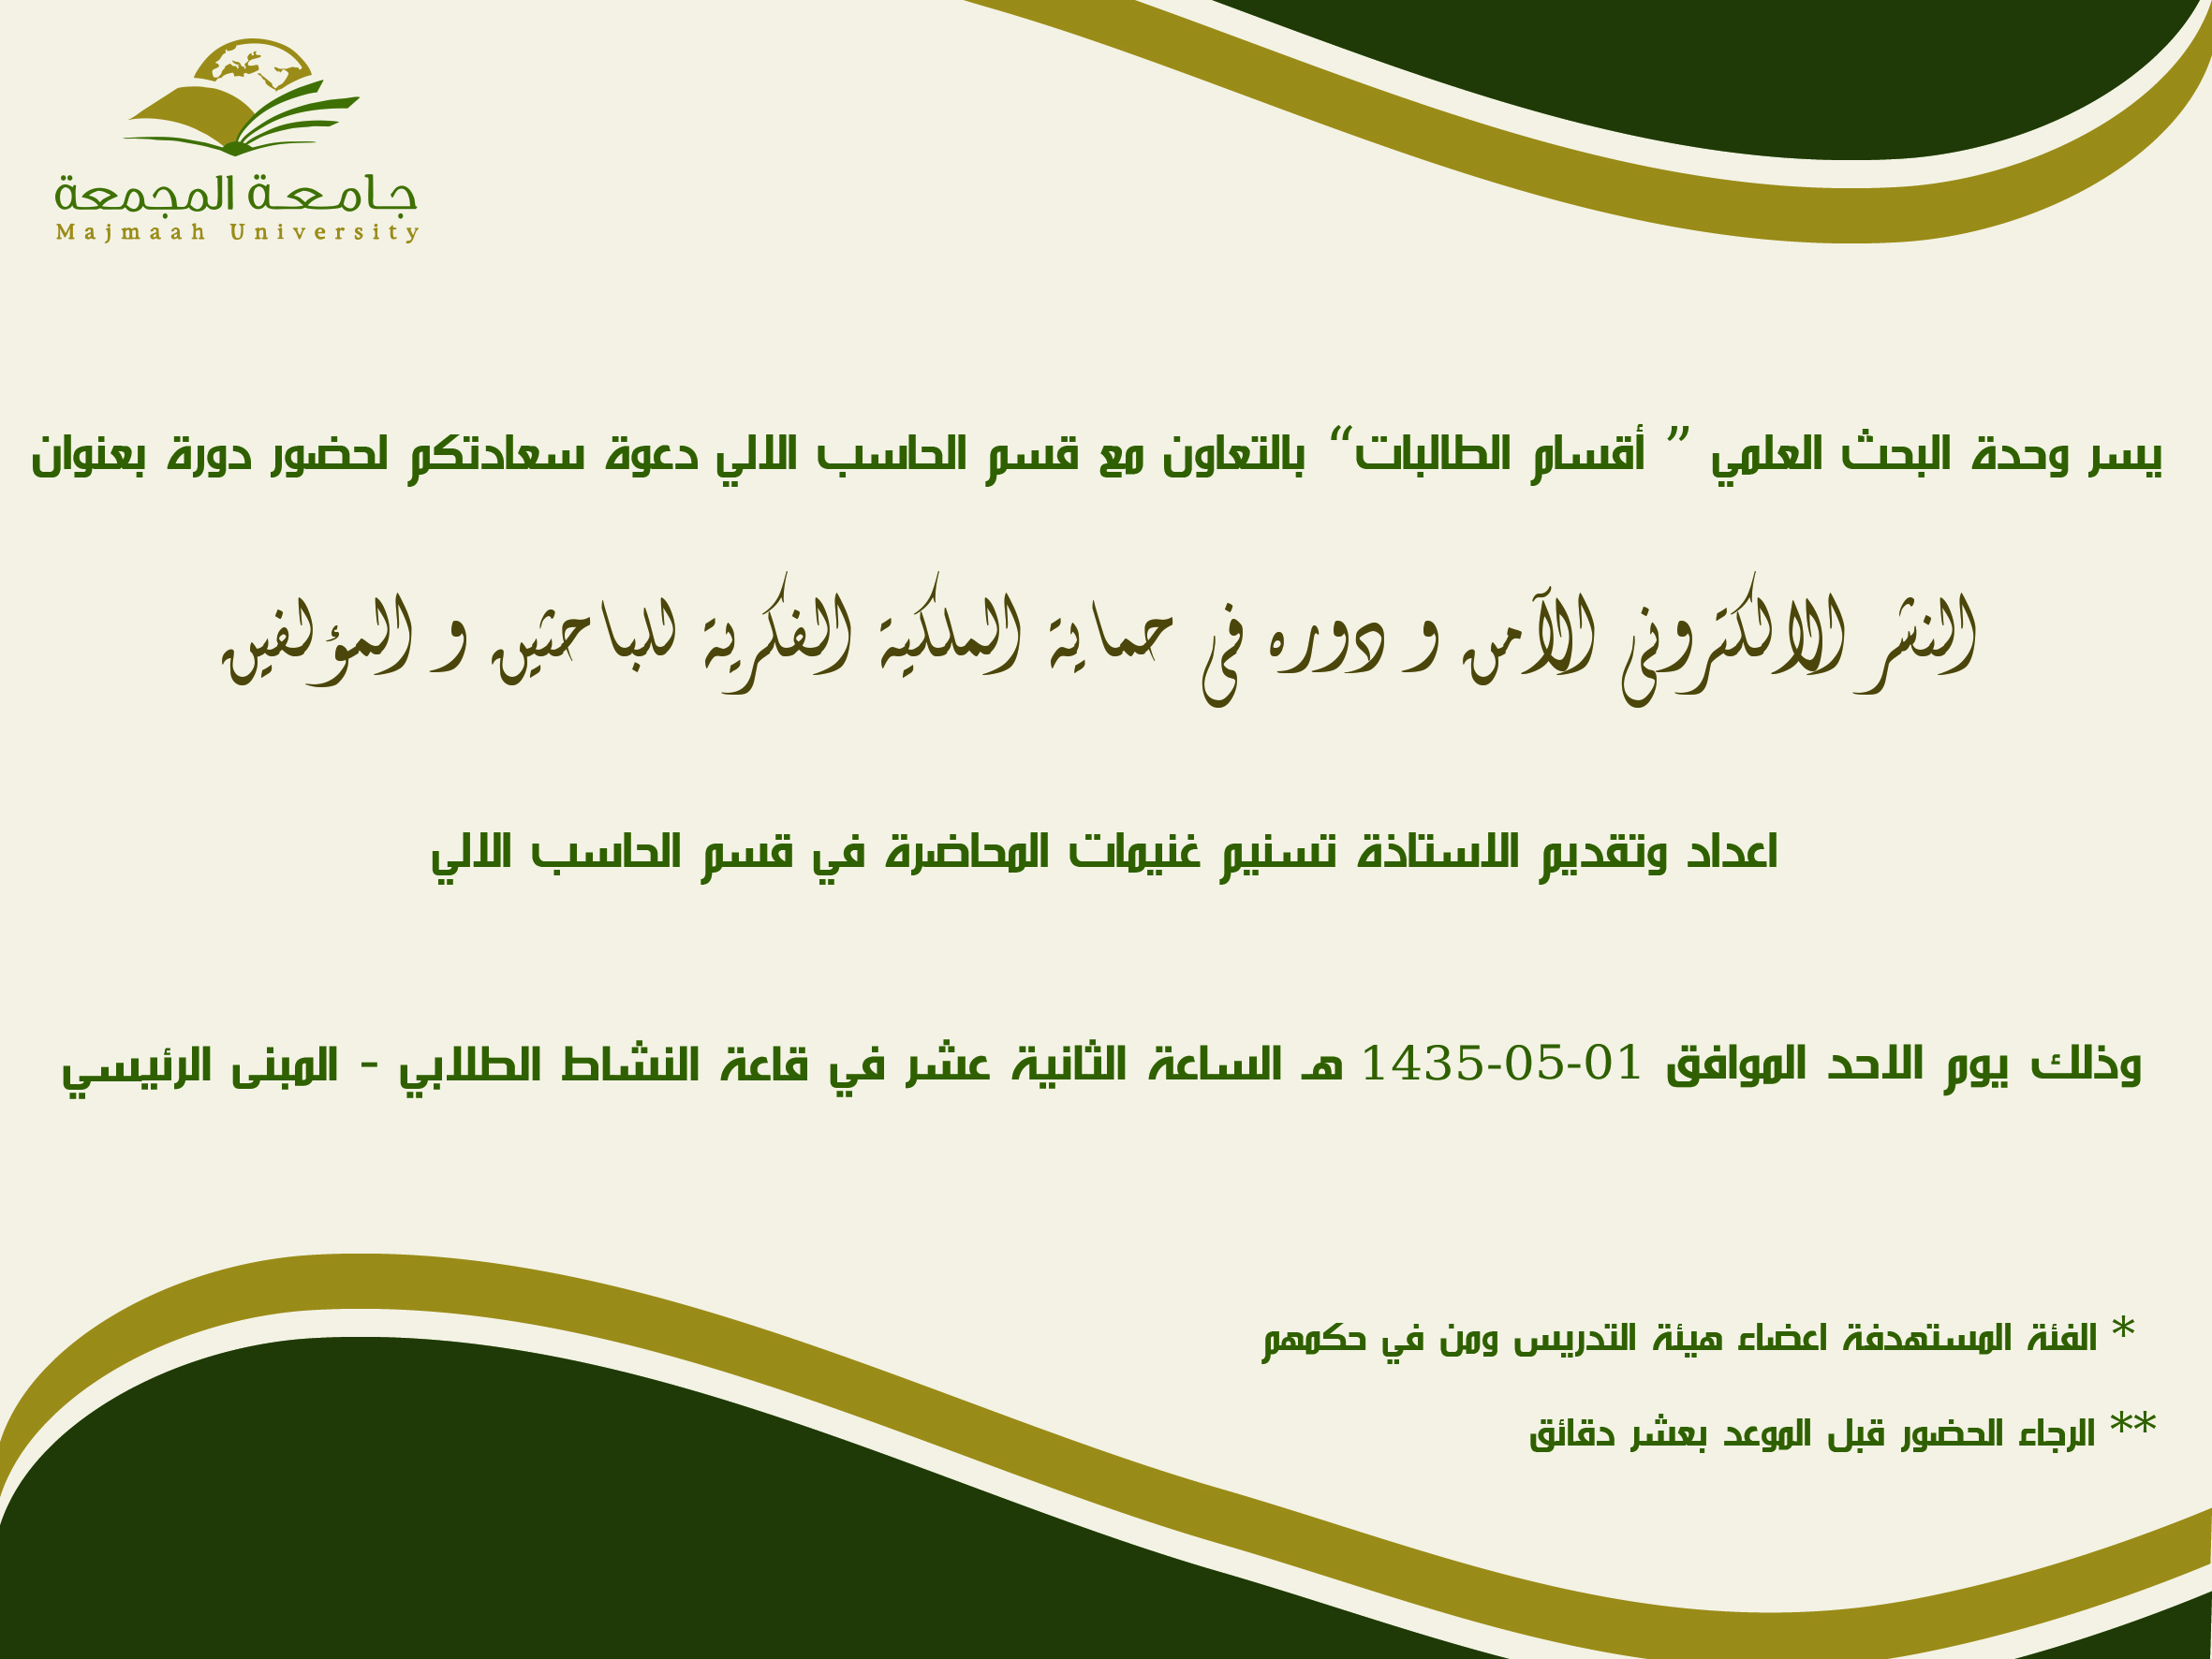 جامعة المجمعة
Majmaah University
يسر وحدة البحث العلمي ” أقسام الطالبات“ بالتعاون مع قسم الحاسب الالي دعوة سعادتكم لحضور دورة بعنوان
النشر الالكتروني الآمن و دوره في حماية الملكية الفكرية للباحثين و المؤلفين
اعداد وتقديم الاستاذة تسنيم غنيمات المحاضرة في قسم الحاسب الالي
وذلك يوم الاحد الموافق 01-05-1435 هـ الساعة الثانية عشر في قاعة النشاط الطلابي - المبنى الرئيسي
* الفئة المستهدفة اعضاء هيئة التدريس ومن في حكمهم
** الرجاء الحضور قبل الموعد بعشر دقائق